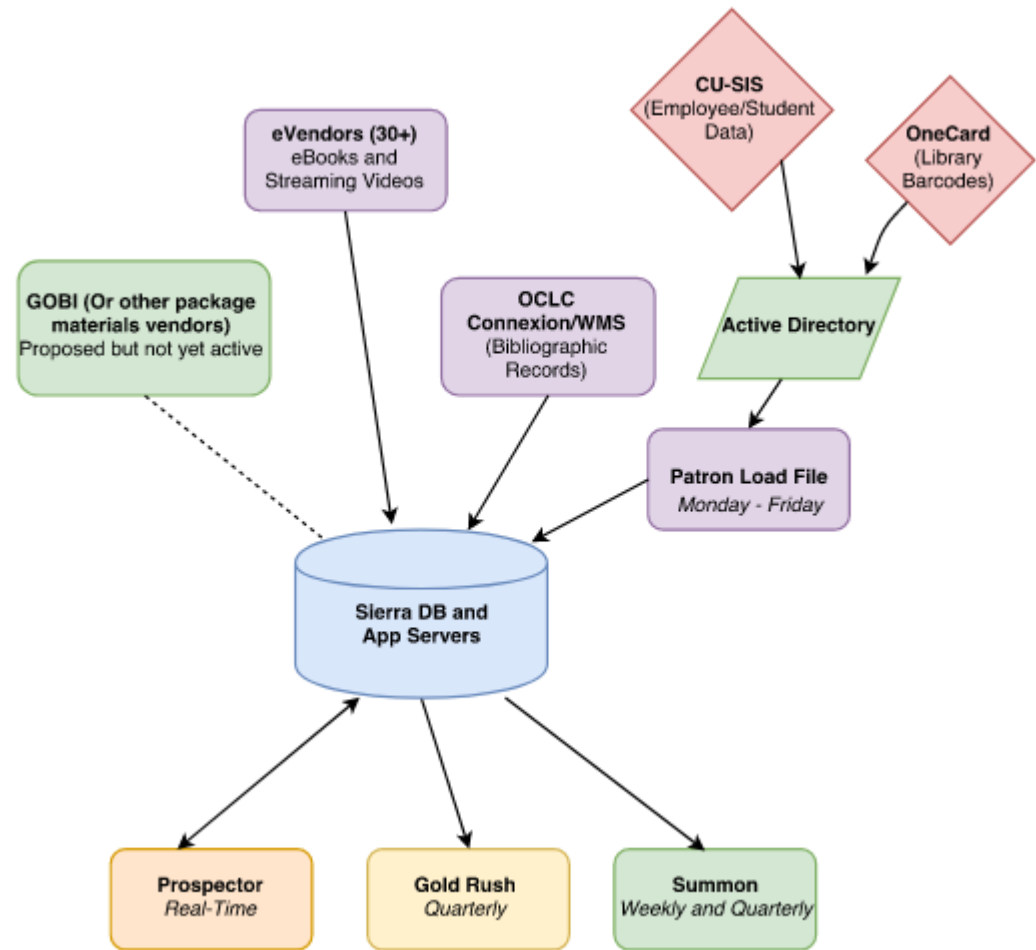 CU-SIS
(Employee/Student
Data)
OneCard
(Library
Barcodes)
eVendors (30+)
eBooks and
Streaming Videos
GOBI (Or other package
materials vendors)
Proposed but not yet active
OCLC
Connexion/WMS
(Bibliographic
Records)
Active Directory
Patron Load File
Monday - Friday
Sierra DB and
App Servers
Prospector
Real-Time
Gold Rush
Quarterly
Summon
Weekly and Quarterly